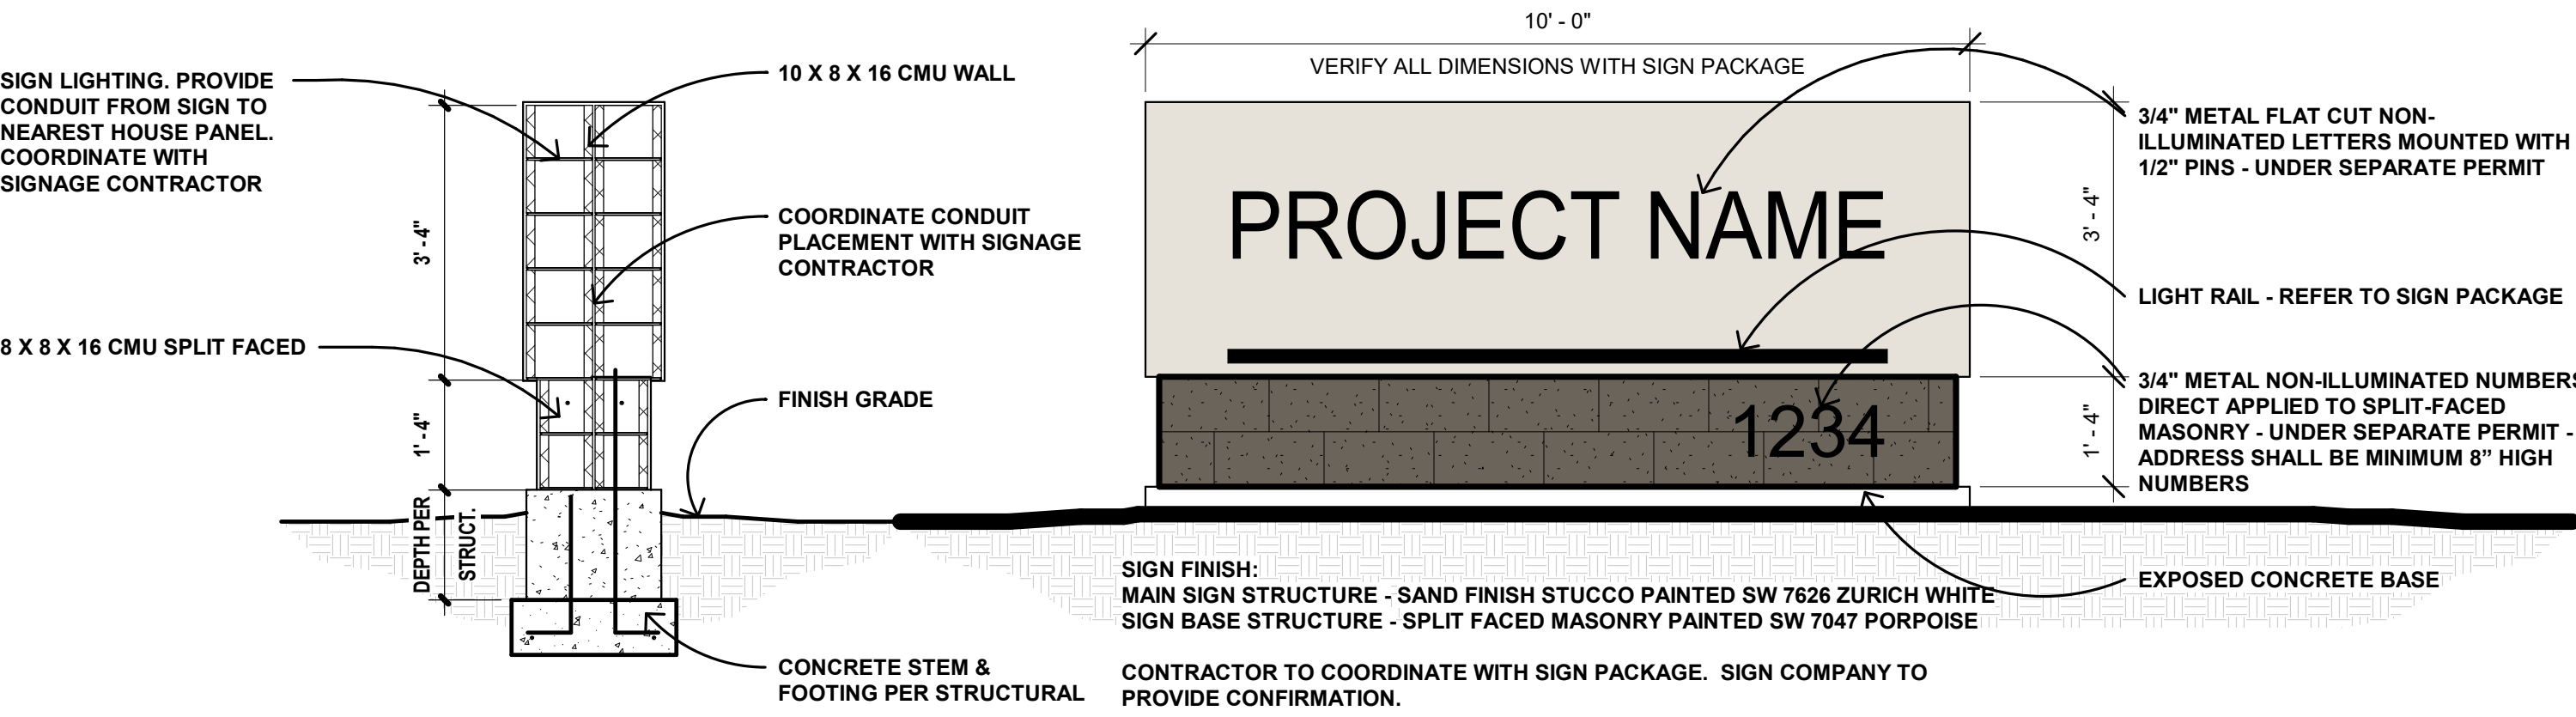 SIGN LIGHTING. PROVIDE
CONDUIT FROM SIGN TO
NEAREST HOUSE PANEL.
COORDINATE WITH
SIGNAGE CONTRACTOR
8 X 8 X 16 CMU SPLIT FACED
3' - 4"
1' - 4"
DEPTH PER
STRUCT.
10 X 8 X 16 CMU WALL
COORDINATE CONDUIT
PLACEMENT WITH SIGNAGE
CONTRACTOR
FINISH GRADE
CONCRETE STEM &
FOOTING PER STRUCTURAL
10' - 0"
VERIFY ALL DIMENSIONS WITH SIGN PACKAGE
PROJECT NAME
1234
3' - 4"
1' - 4"
3/4" METAL FLAT CUT NON-
ILLUMINATED LETTERS MOUNTED WITH
1/2" PINS - UNDER SEPARATE PERMIT
LIGHT RAIL - REFER TO SIGN PACKAGE
3/4" METAL NON-ILLUMINATED NUMBERS
DIRECT APPLIED TO SPLIT-FACED
MASONRY - UNDER SEPARATE PERMIT -
ADDRESS SHALL BE MINIMUM 8” HIGH
NUMBERS
EXPOSED CONCRETE BASE
SIGN FINISH:
MAIN SIGN STRUCTURE - SAND FINISH STUCCO PAINTED SW 7626 ZURICH WHITE
SIGN BASE STRUCTURE - SPLIT FACED MASONRY PAINTED SW 7047 PORPOISE
CONTRACTOR TO COORDINATE WITH SIGN PACKAGE.  SIGN COMPANY TO
PROVIDE CONFIRMATION.